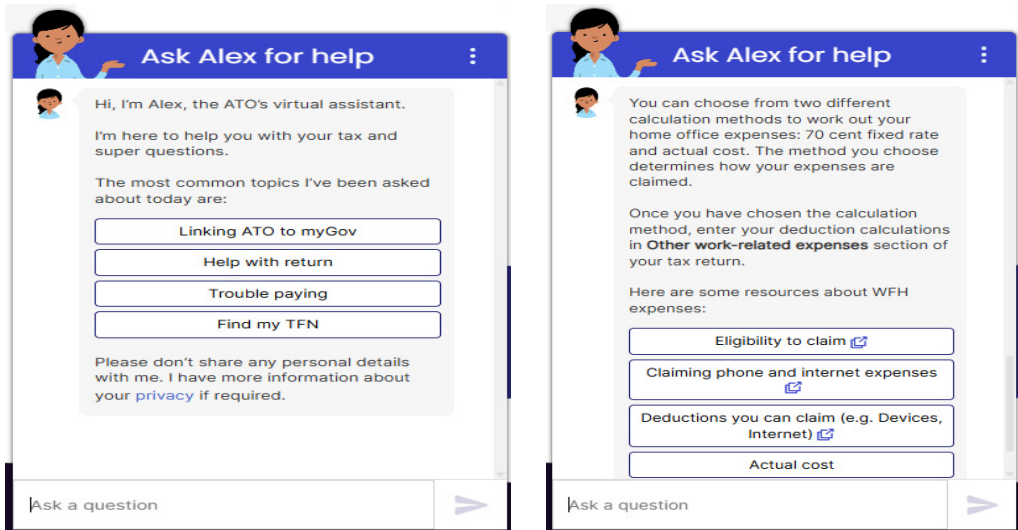 Ask Alex for help
Hi, I'm Alex, the ATO's virtual assistant.
I'm here to help you with your tax and
super questions.
The most common topics I've been asked
about today are:
Linking ATO to myGov
Help with return
Trouble paying
Find my TFN
Please don't share any personal details
with me. I have more information about
your privacy if required.
Ask a question
Ask Alex for help
You can choose from two different
calculation methods to work out your
home office expenses: 70 cent fixed rate
and actual cost. The method you choose
determines how your expenses are
claimed.
Once you have chosen the calculation
method, enter your deduction calculations
in Other work-related expenses section of
your tax return.
Here are some resources about WFH
expenses:
Eligibility to claim
Claiming phone and internet expenses
Deductions you can claim (e.g. Devices,
Internet)
Actual cost
Ask a question